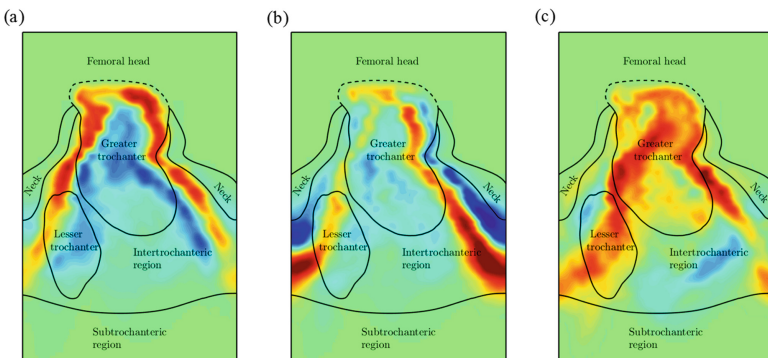 (a)
Femoral head
Greater
trochanter
Neck
Neck
Lesser
trochanter
Intertrochanteric
region
Subtrochanteric
region
(b)
Femoral head
Greater
trochanter
Neck
Neck
Lesser
trochanter
Intertrochanteric
region
Subtrochanteric
region
(c)
Femoral head
Greater
trochanter
Neck
Neck
Lesser
trochanter
Intertrochanteric
region
Subtrochanteric
region